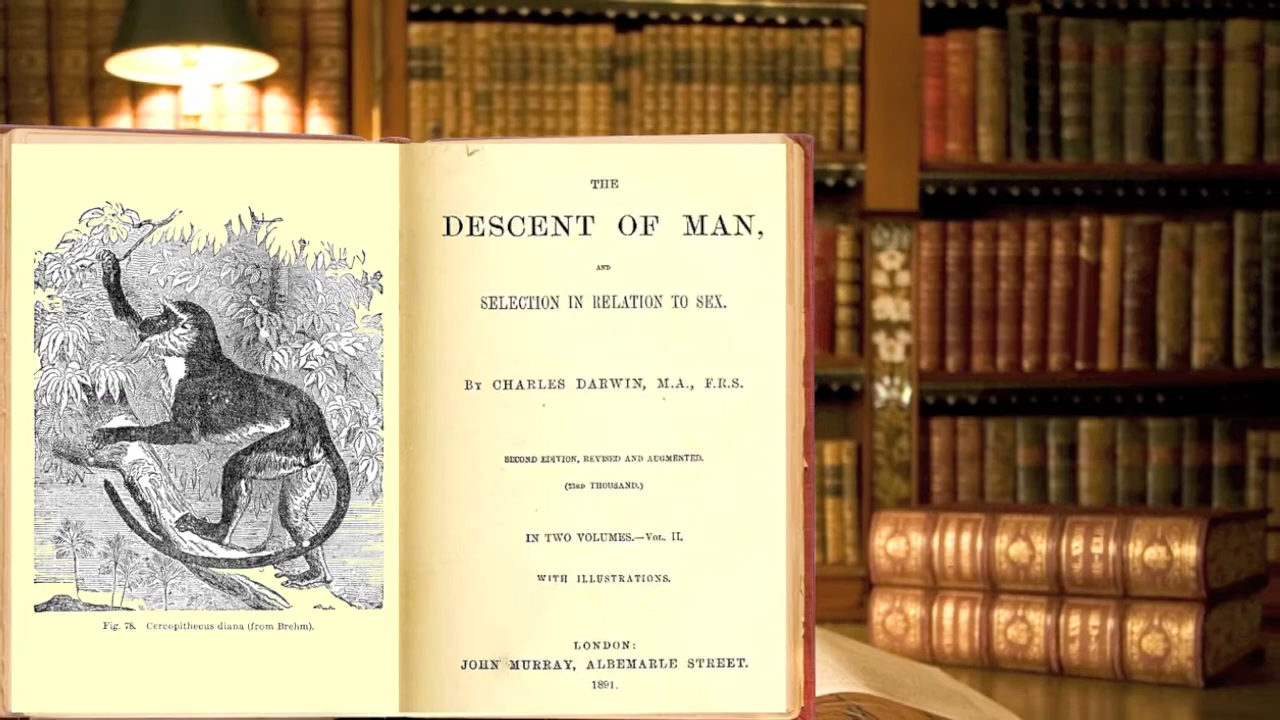 Fig. 78. Cercopithecus diana (from Brehm).
THE
DESCENT OF MAN,
AND
SELECTION IN RELATION TO SEX.
BY CHARLES DARWIN, M.A., F.R.S.
SECOND EDITION, REVISED AND AUGMENTED.
(23RD THOUSAND.)
IN TWO VOLUMES.—VOL. II.
WITH ILLUSTRATIONS.
LONDON:
JOHN MURRAY, ALBEMARLE STREET.
1891.